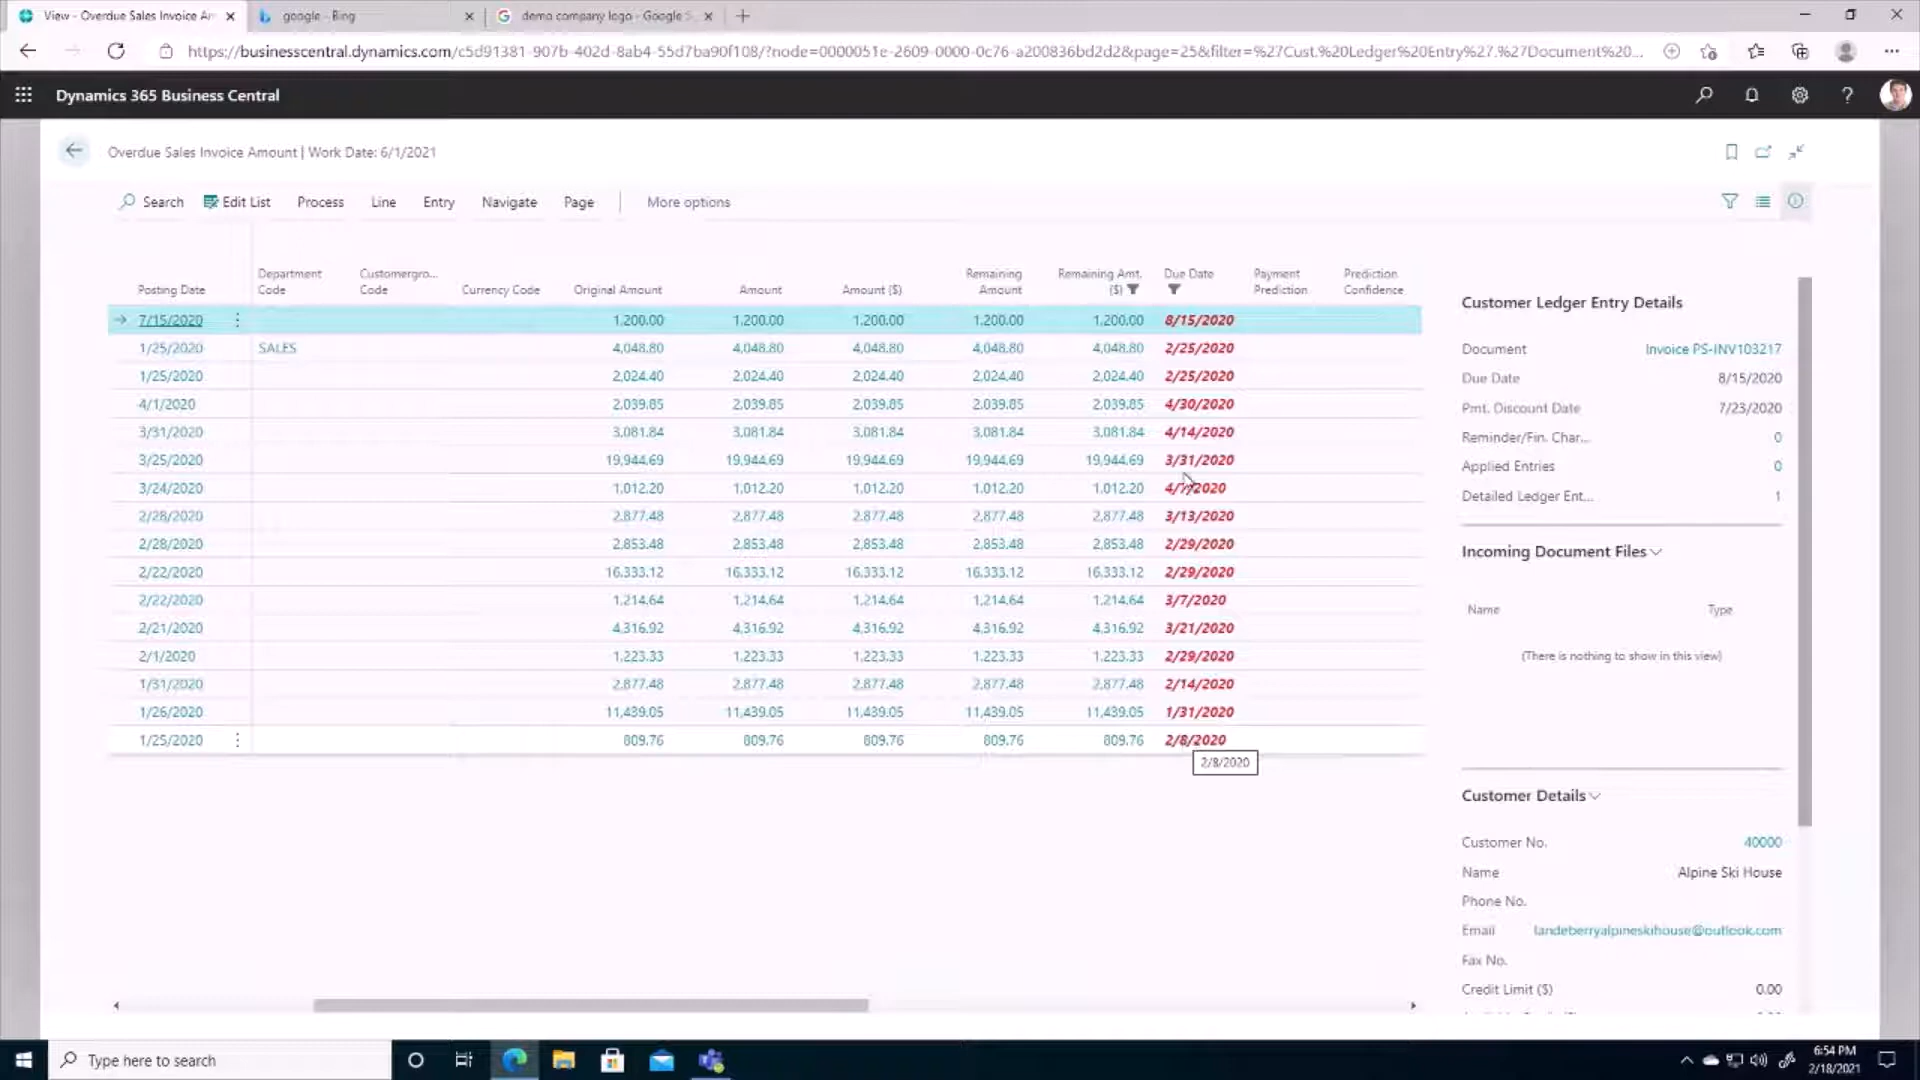 View - Overdue Sales Invoice Am
google - Bing
demo company logo - Google S
https://businesscentral.dynamics.com/c5d91381-907b-402d-8ab4-55d7ba90f108/?node=0000051e-2609-0000-0c76-a200836bd2d2&page=25&filter=%27Cust.%20Ledger%20Entry%27.%27Document%20...
Dynamics 365 Business Central
Overdue Sales Invoice Amount | Work Date: 6/1/2021
Search Edit List Process Line Entry Navigate Page More options
Posting Date Department Code Customergro... Code Currency Code Original Amount Amount Amount ($) Remaining Amount Remaining Amt. ($) Due Date Payment Prediction Prediction Confidence
7/15/2020 1,200.00 1,200.00 1,200.00 1,200.00 1,200.00 8/15/2020
1/25/2020 SALES 4,048.80 4,048.80 4,048.80 4,048.80 4,048.80 2/25/2020
1/25/2020 2,024.40 2,024.40 2,024.40 2,024.40 2,024.40 2/25/2020
4/1/2020 2,039.85 2,039.85 2,039.85 2,039.85 2,039.85 4/30/2020
3/31/2020 3,081.84 3,081.84 3,081.84 3,081.84 3,081.84 4/14/2020
3/25/2020 19,944.69 19,944.69 19,944.69 19,944.69 19,944.69 3/31/2020
3/24/2020 1,012.20 1,012.20 1,012.20 1,012.20 1,012.20 4/7/2020
2/28/2020 2,877.48 2,877.48 2,877.48 2,877.48 2,877.48 3/13/2020
2/28/2020 2,853.48 2,853.48 2,853.48 2,853.48 2,853.48 2/29/2020
2/22/2020 16,333.12 16,333.12 16,333.12 16,333.12 16,333.12 2/29/2020
2/22/2020 1,214.64 1,214.64 1,214.64 1,214.64 1,214.64 3/7/2020
2/21/2020 4,316.92 4,316.92 4,316.92 4,316.92 4,316.92 3/21/2020
2/1/2020 1,223.33 1,223.33 1,223.33 1,223.33 1,223.33 2/29/2020
1/31/2020 2,877.48 2,877.48 2,877.48 2,877.48 2,877.48 2/14/2020
1/26/2020 11,439.05 11,439.05 11,439.05 11,439.05 11,439.05 1/31/2020
1/25/2020 809.76 809.76 809.76 809.76 809.76 2/8/2020
2/8/2020
Customer Ledger Entry Details
Document Invoice PS-INV103217
Due Date 8/15/2020
Pmt. Discount Date 7/23/2020
Reminder/Fin. Char... 0
Applied Entries 0
Detailed Ledger Ent... 1
Incoming Document Files
Name Type
(There is nothing to show in this view)
Customer Details
Customer No. 40000
Name Alpine Ski House
Phone No.
Email landeberryalpineskihouse@outlook.com
Fax No.
Credit Limit ($) 0.00
Type here to search
6:54 PM
2/18/2021